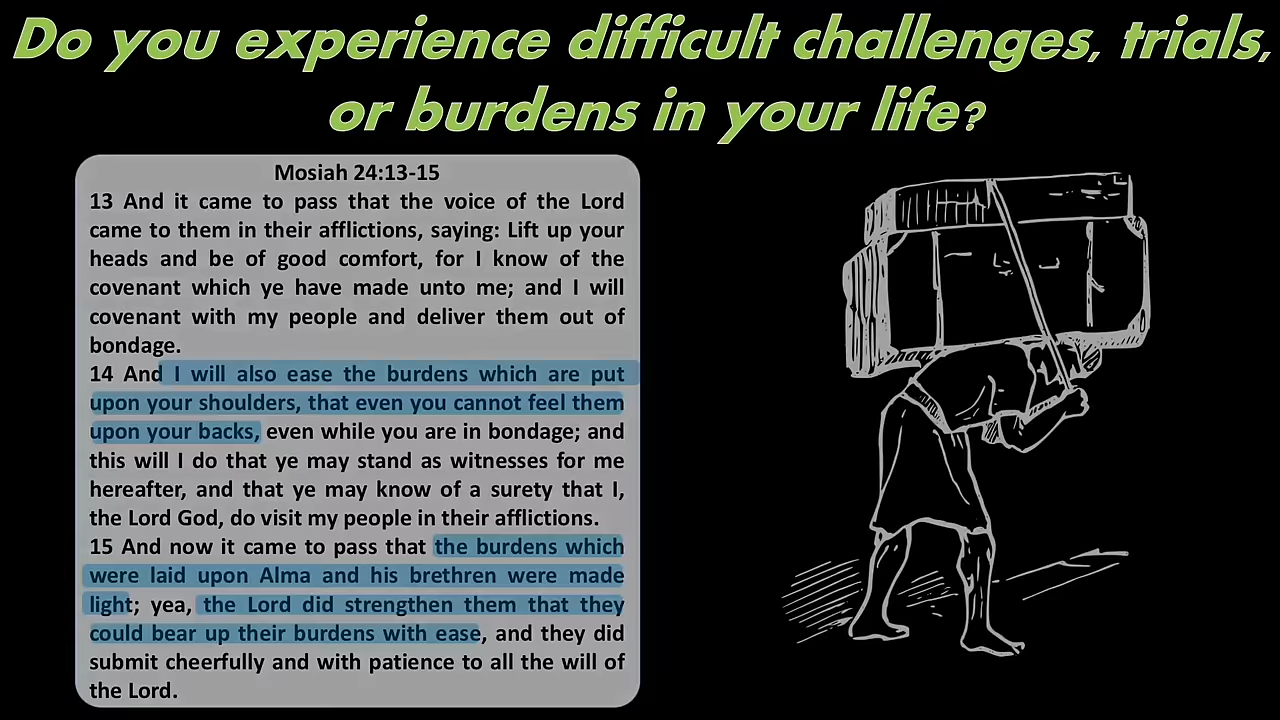 Do you experience difficult challenges, trials,
or burdens in your life?
Mosiah 24:13-15
13 And it came to pass that the voice of the Lord
came to them in their afflictions, saying: Lift up your
heads and be of good comfort, for I know of the
covenant which ye have made unto me; and I will
covenant with my people and deliver them out of
bondage.
14 And I will also ease the burdens which are put
upon your shoulders, that even you cannot feel them
upon your backs, even while you are in bondage; and
this will I do that ye may stand as witnesses for me
hereafter, and that ye may know of a surety that I,
the Lord God, do visit my people in their afflictions.
15 And now it came to pass that the burdens which
were laid upon Alma and his brethren were made
light; yea, the Lord did strengthen them that they
could bear up their burdens with ease, and they did
submit cheerfully and with patience to all the will of
the Lord.